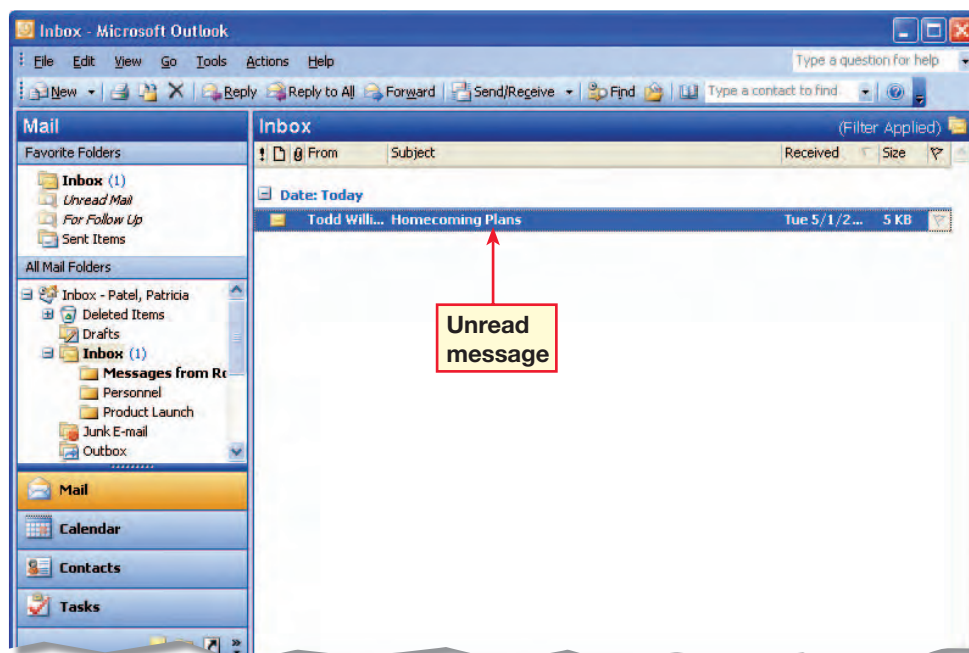 Inbox - Microsoft Outlook
File Edit View Go Tools Actions Help Type a question for help
New Reply Reply to All Forward Send/Receive Find Type a contact to find
Mail
Favorite Folders
Inbox (1)
Unread Mail
For Follow Up
Sent Items
All Mail Folders
Inbox - Patel, Patricia
Deleted Items
Drafts
Inbox (1)
Messages from Ro
Personnel
Product Launch
Junk E-mail
Outbox
Mail
Calendar
Contacts
Tasks
Inbox (Filter Applied)
From Subject Received Size
Date: Today
Todd Willi... Homecoming Plans Tue 5/1/2... 5 KB
Unread
message